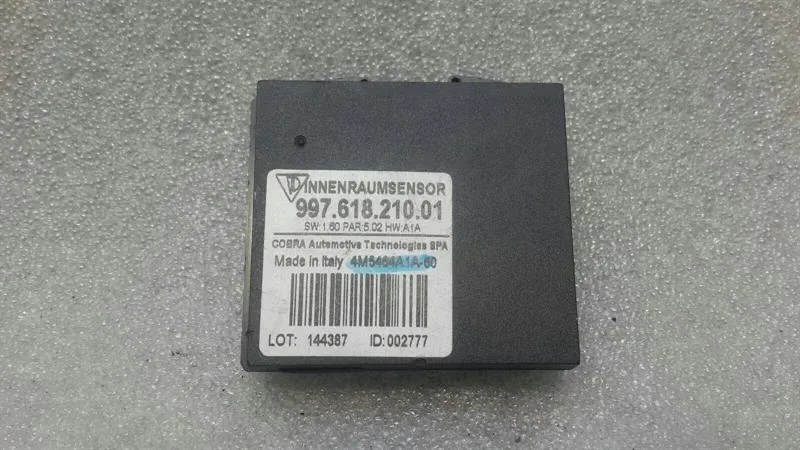 INNENRAUMSENSOR
997.618.210.01
SW:1.60 PAR:5.02 HW:A1A
COBRA Automotive Technologies SPA
Made in Italy 4M5464A1A-60
LOT: 144387 ID:002777